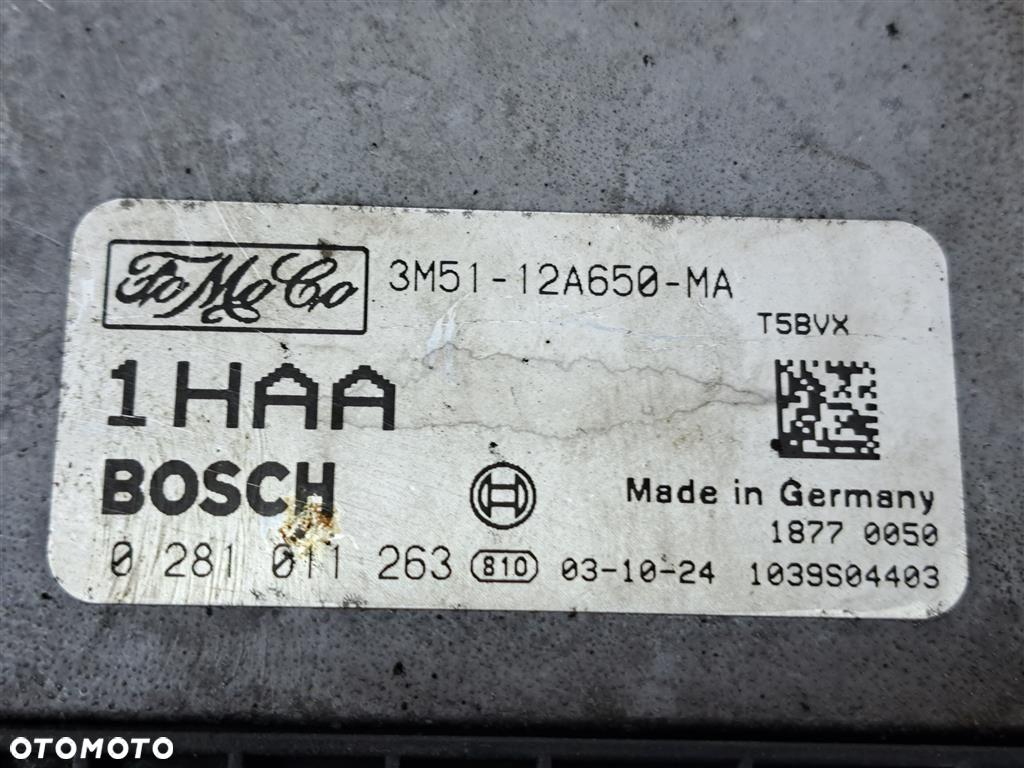 FoMoCo 3M51-12A650-MA
T5BVX
1HAA
BOSCH
Made in Germany
1877 0050
0 281 011 263 810 03-10-24 1039S04403
OTOMOTO